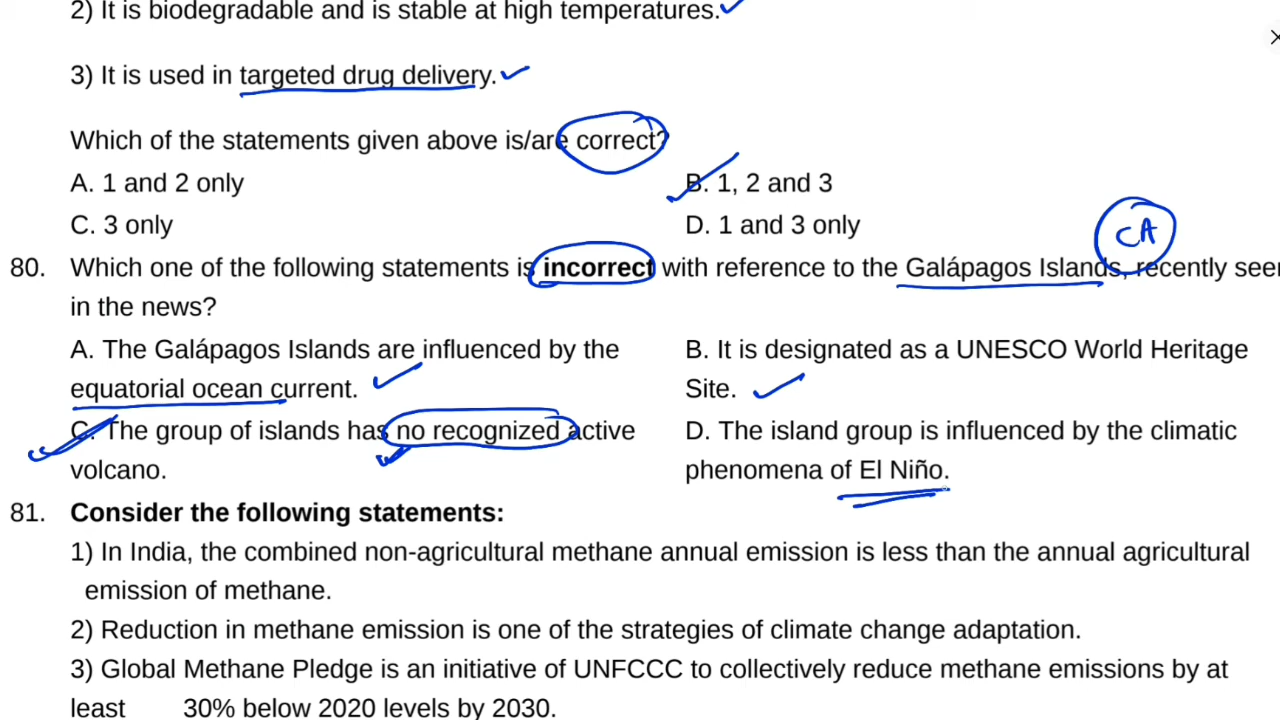 2) It is biodegradable and is stable at high temperatures.
3) It is used in targeted drug delivery.
Which of the statements given above is/are correct?
A. 1 and 2 only
B. 1, 2 and 3
C. 3 only
D. 1 and 3 only
CA
80. Which one of the following statements is incorrect with reference to the Galápagos Islands, recently seen
in the news?
A. The Galápagos Islands are influenced by the
equatorial ocean current.
B. It is designated as a UNESCO World Heritage
Site.
C. The group of islands has no recognized active
volcano.
D. The island group is influenced by the climatic
phenomena of El Niño.
81. Consider the following statements:
1) In India, the combined non-agricultural methane annual emission is less than the annual agricultural
emission of methane.
2) Reduction in methane emission is one of the strategies of climate change adaptation.
3) Global Methane Pledge is an initiative of UNFCCC to collectively reduce methane emissions by at
least 30% below 2020 levels by 2030.